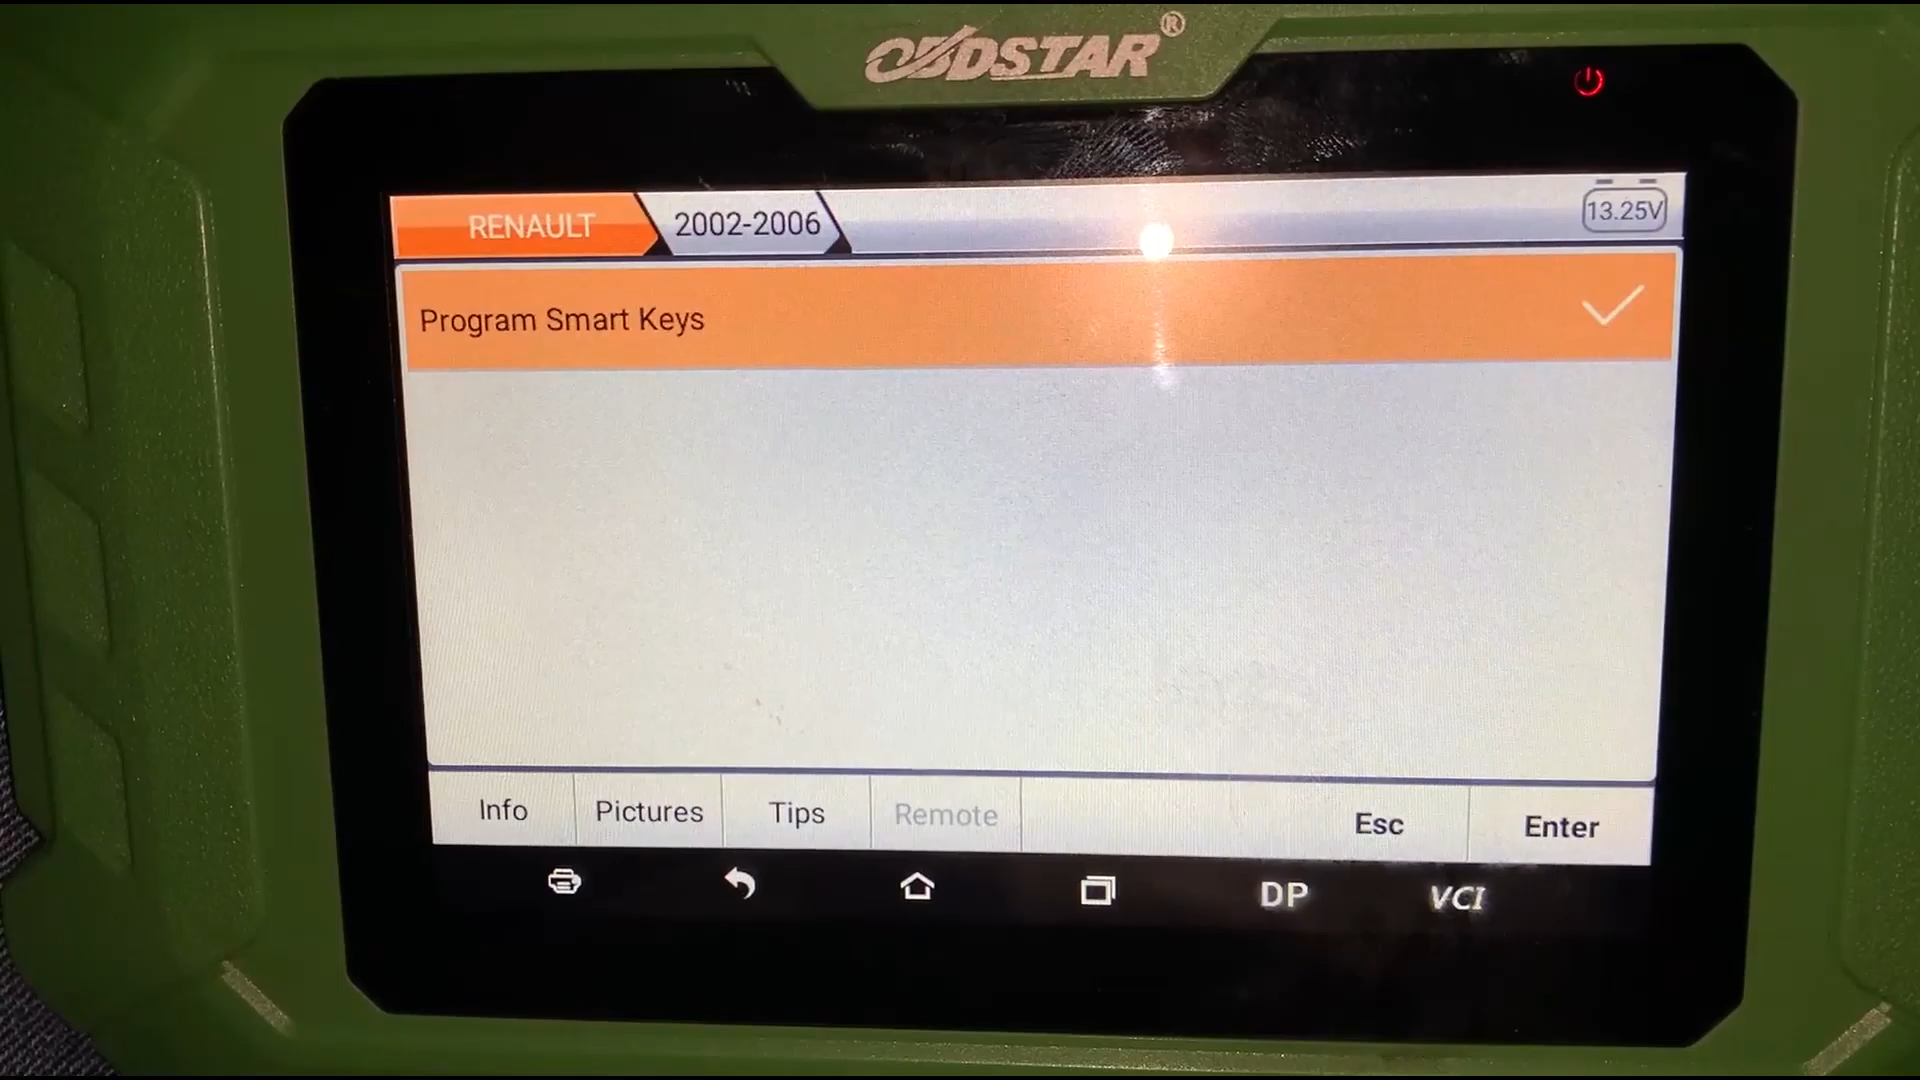 OBDSTAR®
13.25V
RENAULT 2002-2006
Program Smart Keys
Info Pictures Tips Remote Esc Enter
DP VCI